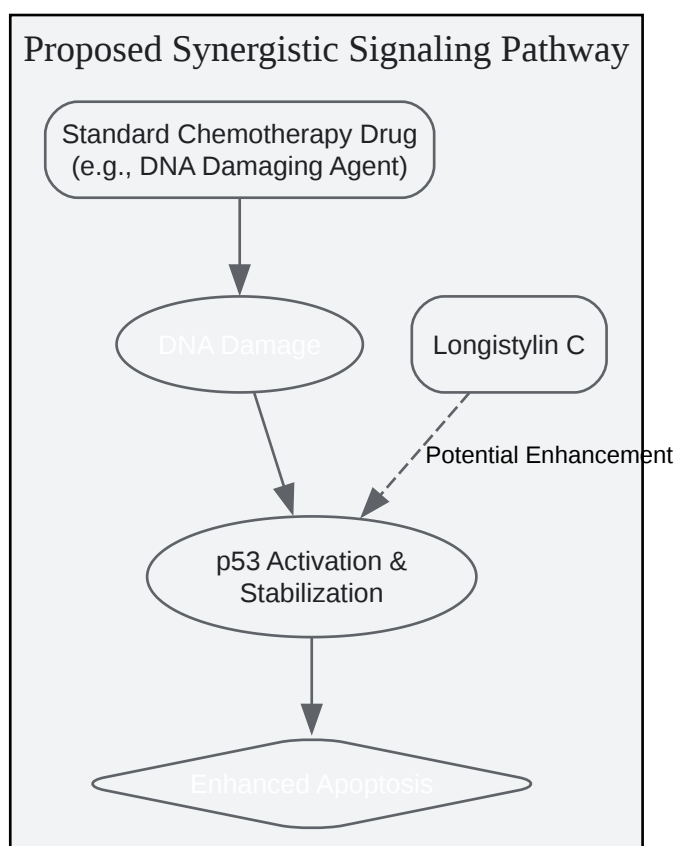 Proposed Synergistic Signaling Pathway
Standard Chemotherapy Drug
(e.g., DNA Damaging Agent)
DNA Damage
Longistylin C
Potential Enhancement
p53 Activation &
Stabilization
Enhanced Apoptosis